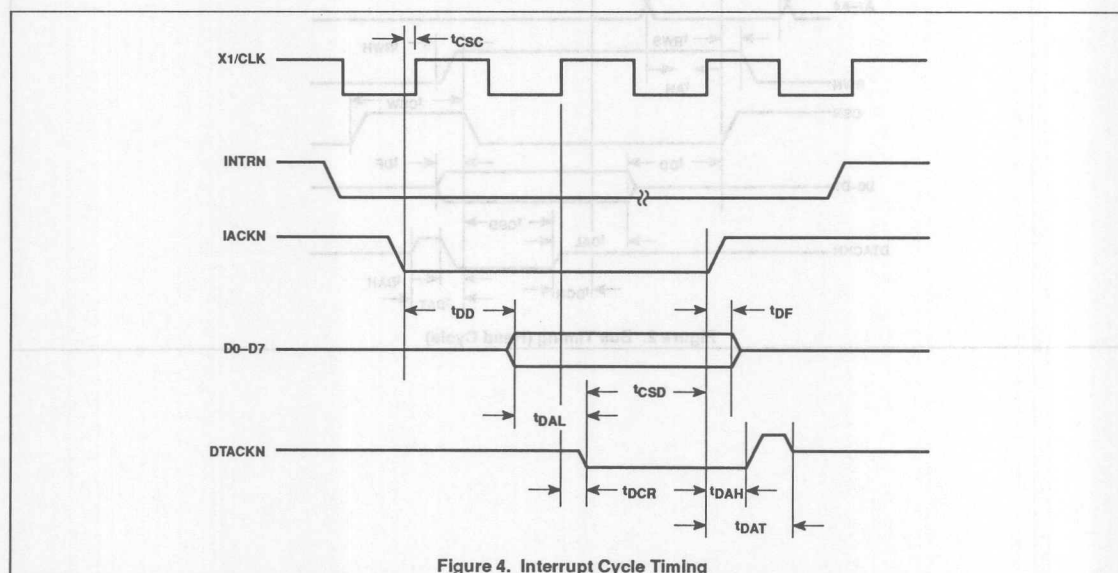 tCSC
X1/CLK
INTRN
IACKN
tDD
tDF
D0–D7
tCSD
tDAL
DTACKN
tDCR
tDAH
tDAT
Figure 4. Interrupt Cycle Timing